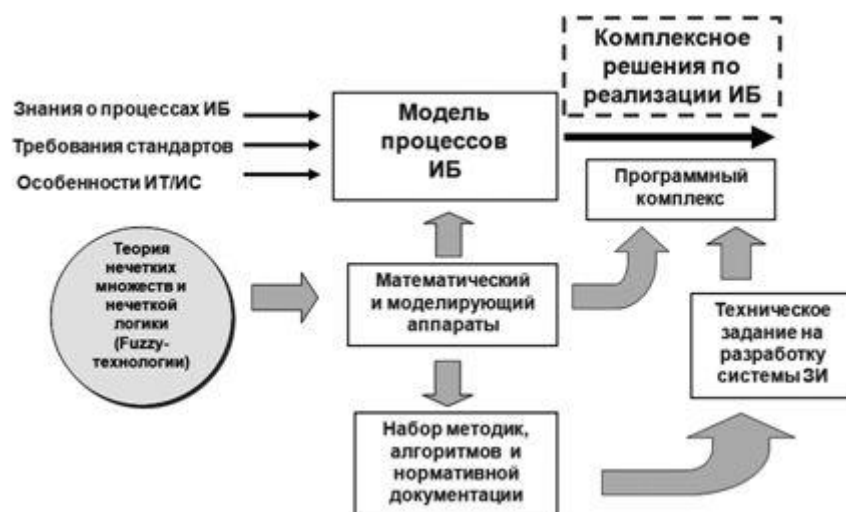 Комплексное
решения по
реализации ИБ
Знания о процессах ИБ
Требования стандартов
Особенности ИТ/ИС
Модель
процессов
ИБ
Программный
комплекс
Теория
нечетких
множеств и
нечеткой
логики
(Fuzzy-
технологии)
Математический
и моделирующий
аппараты
Техническое
задание на
разработку
системы ЗИ
Набор методик,
алгоритмов и
нормативной
документации